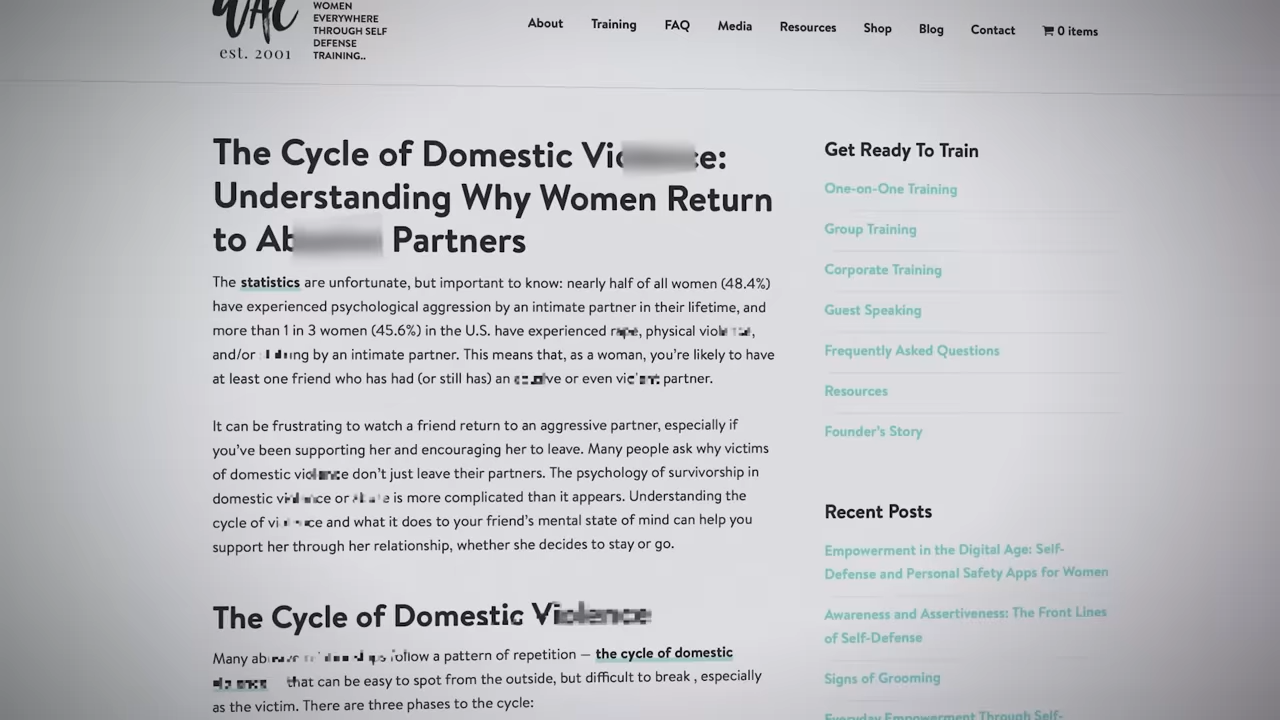 WAC
WOMEN
EVERYWHERE
THROUGH SELF
DEFENSE
TRAINING..
est. 2001
About Training FAQ Media Resources Shop Blog Contact 0 items
The Cycle of Domestic
Understanding Why Women Return
to Partners
The statistics are unfortunate, but important to know: nearly half of all women (48.4%)
have experienced psychological aggression by an intimate partner in their lifetime, and
more than 1 in 3 women (45.6%) in the U.S. have experienced physical
and/or by an intimate partner. This means that, as a woman, you're likely to have
at least one friend who has had (or still has) an or even partner.
It can be frustrating to watch a friend return to an aggressive partner, especially if
you've been supporting her and encouraging her to leave. Many people ask why victims
of domestic don't just leave their partners. The psychology of survivorship in
domestic or is more complicated than it appears. Understanding the
cycle of and what it does to your friend's mental state of mind can help you
support her through her relationship, whether she decides to stay or go.
The Cycle of Domestic Violence
Many follow a pattern of repetition – the cycle of domestic
that can be easy to spot from the outside, but difficult to break , especially
as the victim. There are three phases to the cycle:
Get Ready To Train
One-on-One Training
Group Training
Corporate Training
Guest Speaking
Frequently Asked Questions
Resources
Founder's Story
Recent Posts
Empowerment in the Digital Age: Self-
Defense and Personal Safety Apps for Women
Awareness and Assertiveness: The Front Lines
of Self-Defense
Signs of Grooming
Everyday Empowerment Through Self-